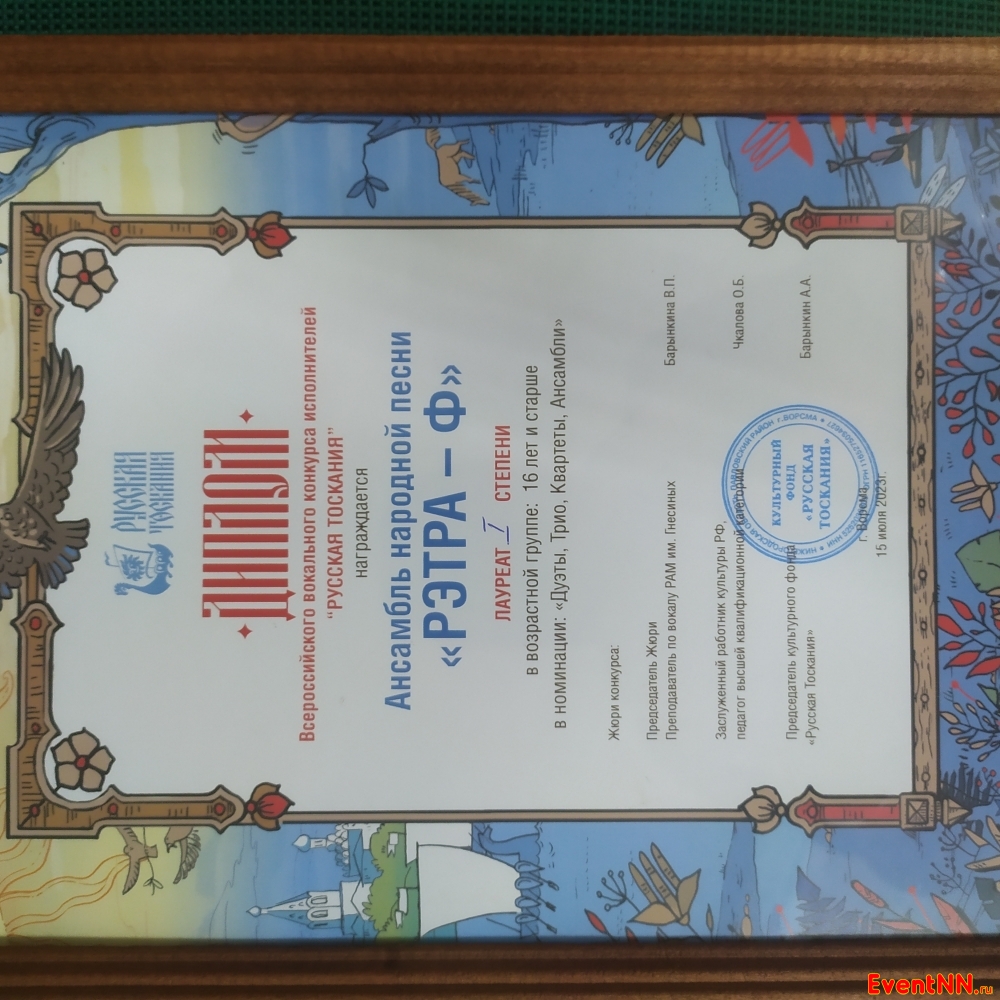 РУССКАЯ
ТОСКАНИЯ
ДИПЛОМ
Всероссийского вокального конкурса исполнителей
"РУССКАЯ ТОСКАНИЯ"
награждается
Ансамбль народной песни
«РЭТРА – Ф»
ЛАУРЕАТ I СТЕПЕНИ
в возрастной группе: 16 лет и старше
в номинации: «Дуэты, Трио, Квартеты, Ансамбли»
Жюри конкурса:
Председатель Жюри
Преподаватель по вокалу РАМ им. Гнесиных Барынкина В.П.
Заслуженный работник культуры РФ,
педагог высшей квалификационной категории Чкалова О.Б.
Председатель культурного фонда
«Русская Тоскания» Барынкин А.А.
КУЛЬТУРНЫЙ
ФОНД
«РУССКАЯ
ТОСКАНИЯ»
ПАВЛОВСКИЙ РАЙОН г. ВОРСМА
г. Ворсма
15 июля 2023г.
EventNN.ru